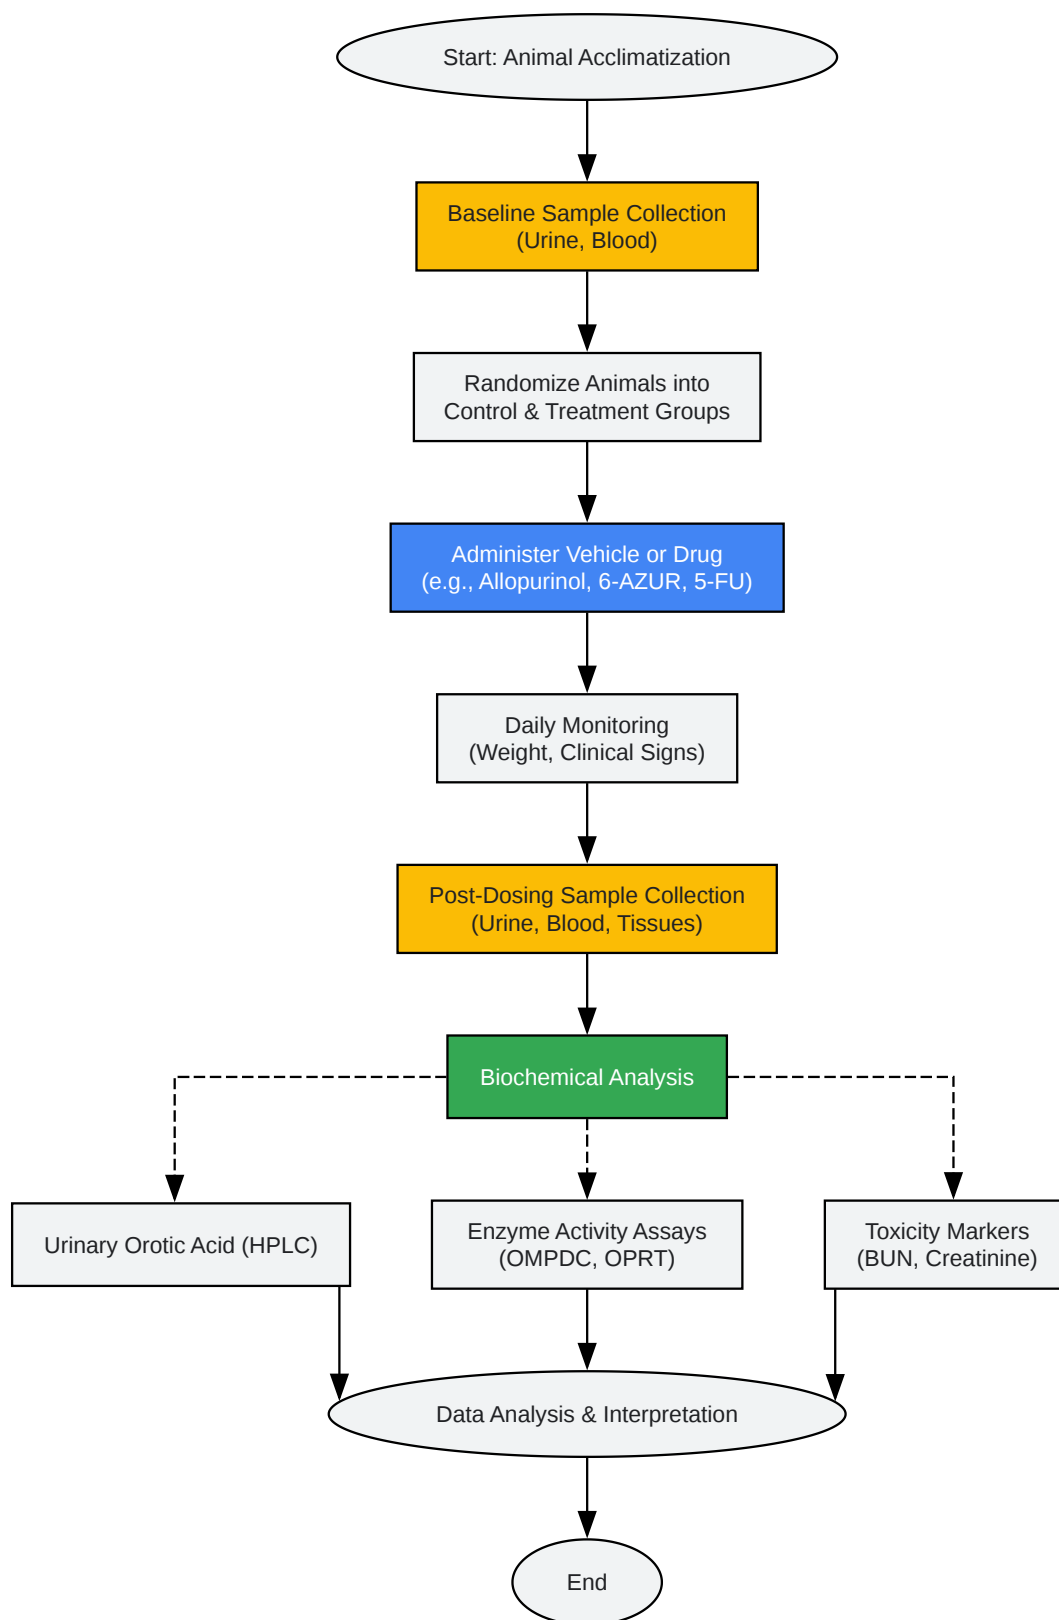 Start: Animal Acclimatization
Baseline Sample Collection
(Urine, Blood)
Randomize Animals into
Control & Treatment Groups
Administer Vehicle or Drug
(e.g., Allopurinol, 6-AZUR, 5-FU)
Daily Monitoring
(Weight, Clinical Signs)
Post-Dosing Sample Collection
(Urine, Blood, Tissues)
Biochemical Analysis
Urinary Orotic Acid (HPLC)
Enzyme Activity Assays
(OMPDC, OPRT)
Toxicity Markers
(BUN, Creatinine)
Data Analysis & Interpretation
End